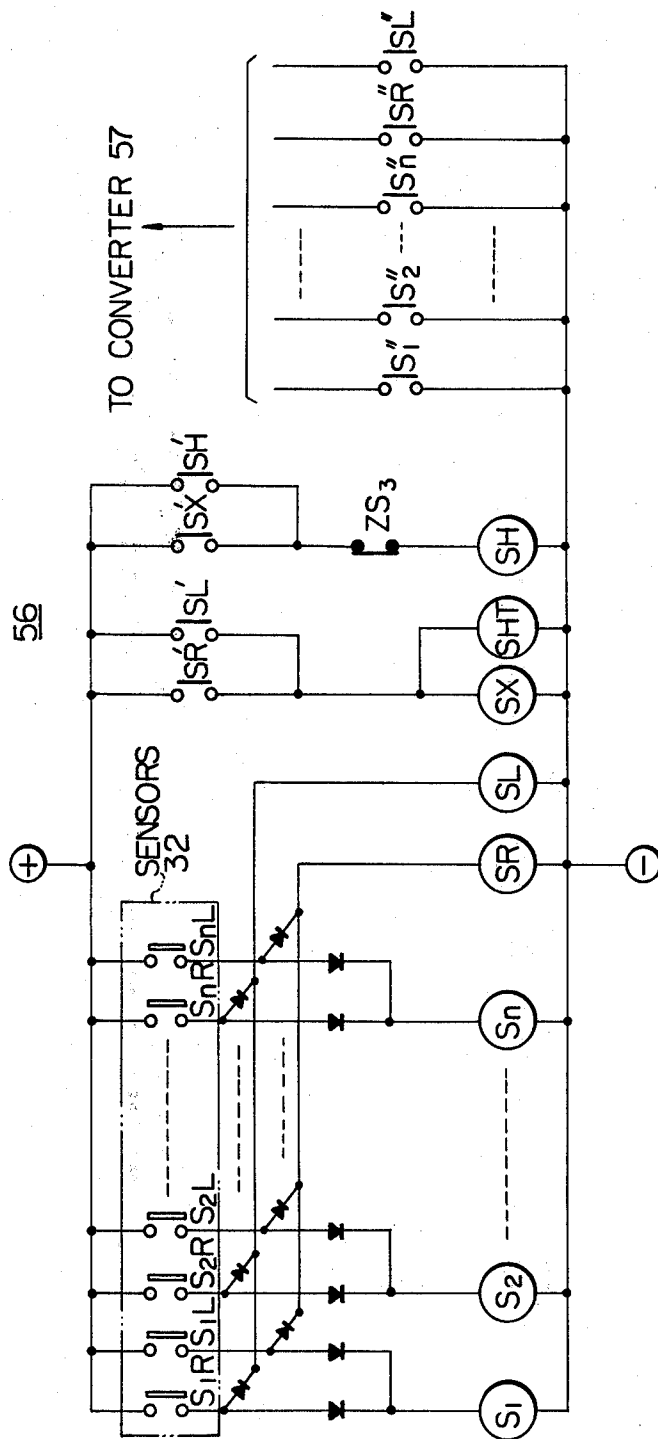 56
TO CONVERTER 57
+
SENSORS
32
S₁R S₁L S₂R S₂L SnR SnL
SR' SL' SX' SH'
ZS₃
S₁" S₂" Sn" SR" SL"
S₁ S₂ Sn SR SL SX SHT SH
−